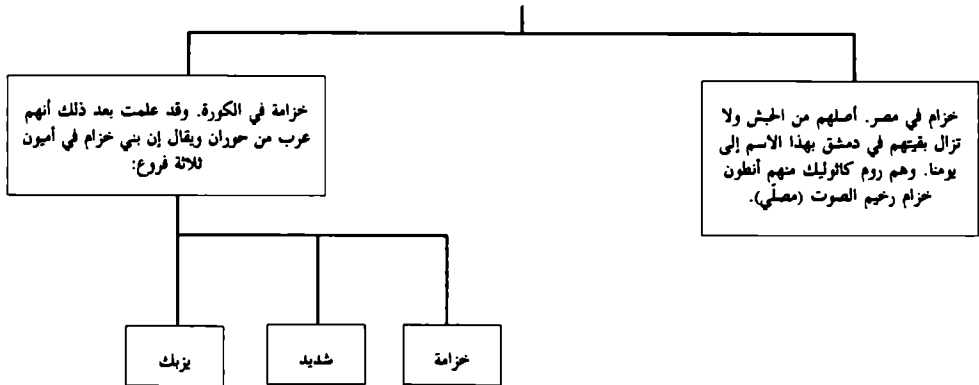 خزام في مصر. أصلهم من الحبش ولا
تزال بقيتهم في دمشق بهذا الاسم إلى
يومنا. وهم روم كاثوليك منهم أنطون
خزام رخيم الصوت (مصلّي).
خزامة في الكورة. وقد علمت بعد ذلك أنهم
عرب من حوران ويقال إن بني خزام في أميون
ثلاثة فروع:
خزامة
شديد
يزبك